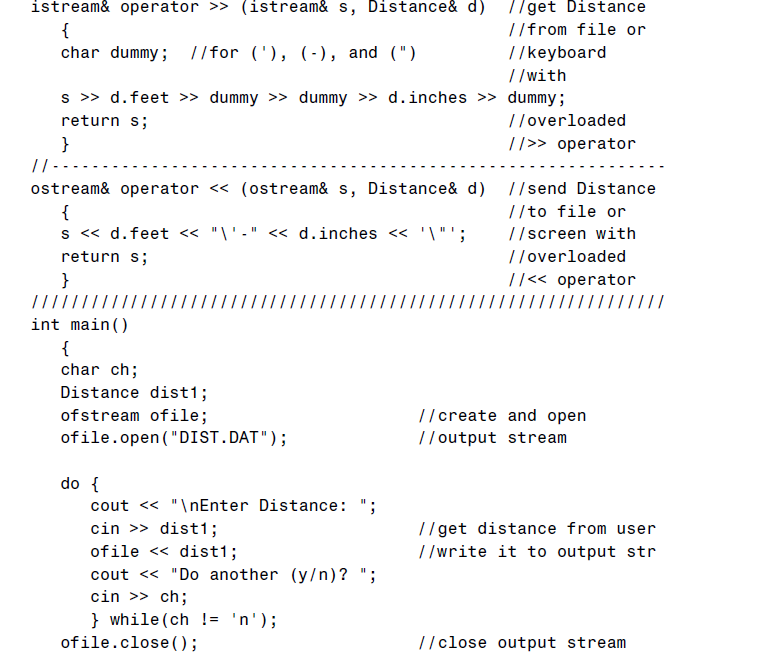 istream& operator >> (istream& s, Distance& d)  //get Distance
   {                                            //from file or
   char dummy;  //for ('), (-), and (")         //keyboard
                                                //with
   s >> d.feet >> dummy >> dummy >> d.inches >> dummy;
   return s;                                    //overloaded
   }                                            //>> operator
//--------------------------------------------------------------
ostream& operator << (ostream& s, Distance& d)  //send Distance
   {                                            //to file or
   s << d.feet << "\'-" << d.inches << '\"';    //screen with
   return s;                                    //overloaded
   }                                            //<< operator
////////////////////////////////////////////////////////////////
int main()
   {
   char ch;
   Distance dist1;
   ofstream ofile;                     //create and open
   ofile.open("DIST.DAT");             //output stream
   do {
      cout << "\nEnter Distance: ";
      cin >> dist1;                    //get distance from user
      ofile << dist1;                  //write it to output str
      cout << "Do another (y/n)? ";
      cin >> ch;
      } while(ch != 'n');
   ofile.close();                      //close output stream